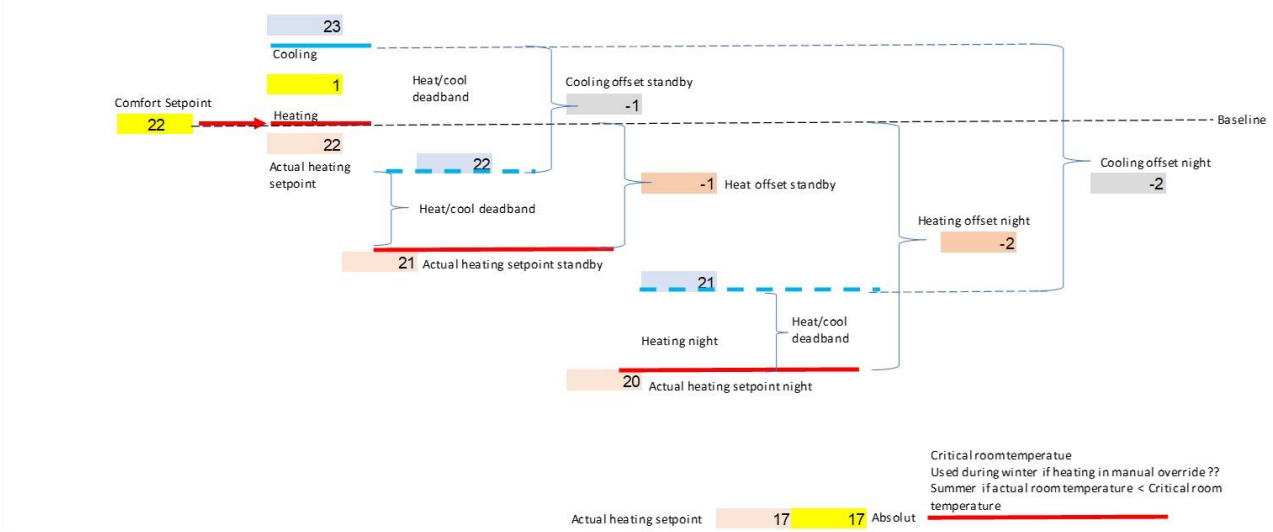 23
Cooling
1
Heat/cool
deadband
Cooling offset standby
-1
Comfort Setpoint
22
Heating
22
Baseline
Actual heating
setpoint
22
Cooling offset night
-2
-1
Heat offset standby
Heat/cool deadband
Heating offset night
-2
21
Actual heating setpoint standby
21
Heat/cool
deadband
Heating night
20
Actual heating setpoint night
Critical room temperatue
Used during winter if heating in manual override ??
Summer if actual room temperature < Critical room
temperature
Actual heating setpoint
17
17
Absolut